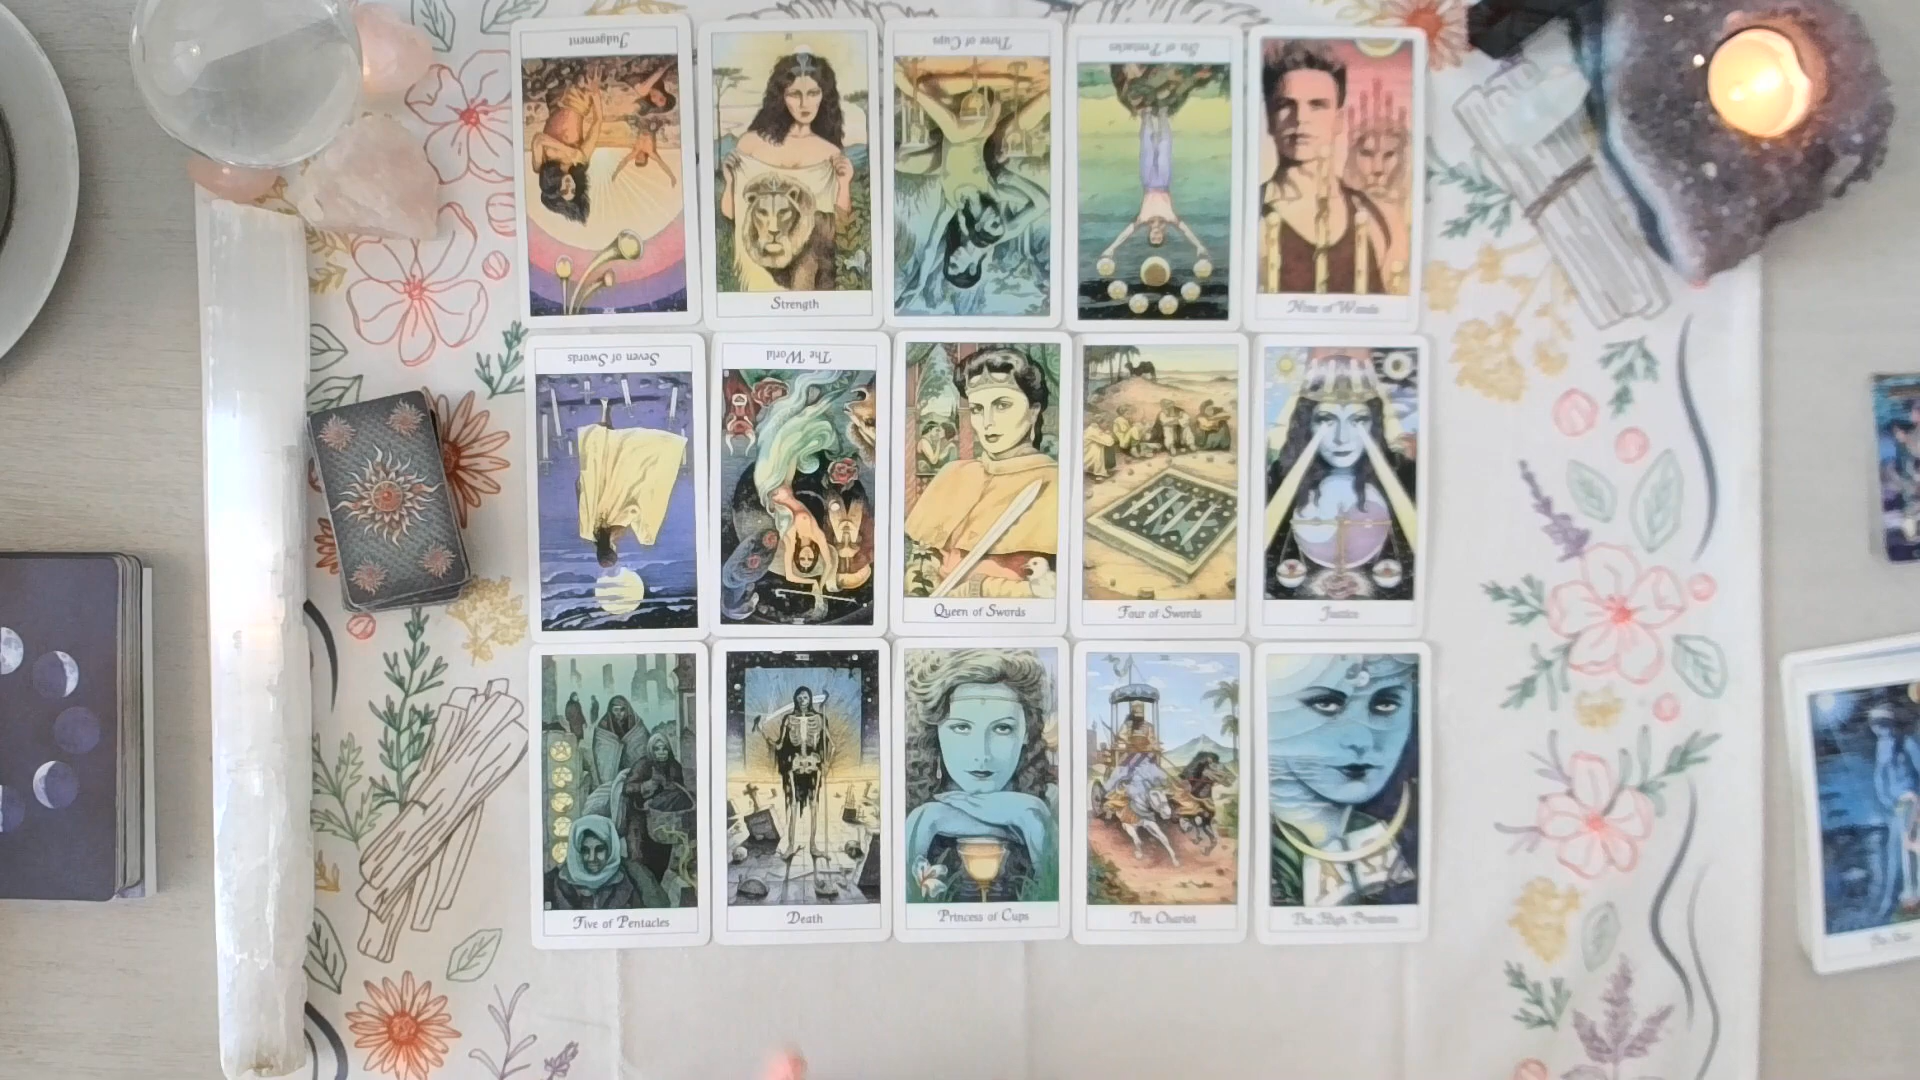 Judgement
Strength
Three of Cups
Six of Pentacles
Nine of Wands
Seven of Swords
The World
Queen of Swords
Four of Swords
Justice
Five of Pentacles
Death
Princess of Cups
The Chariot
The High Priestess